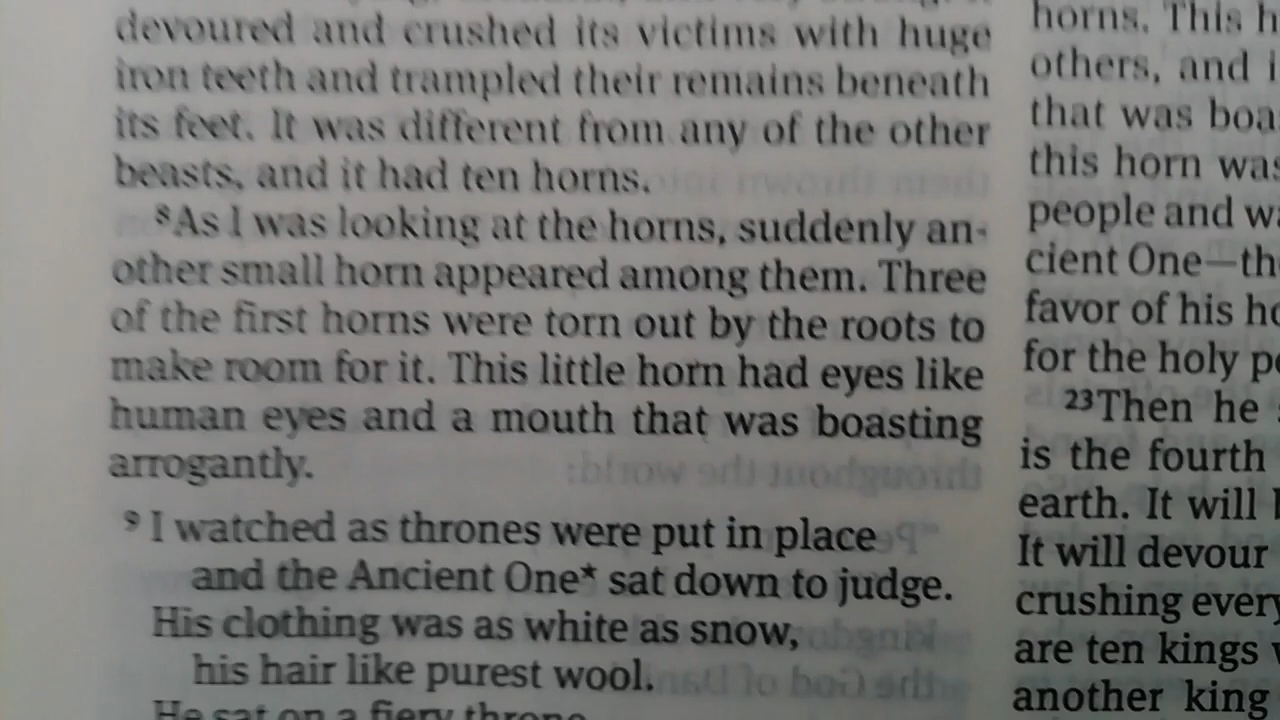 devoured and crushed its victims with huge
iron teeth and trampled their remains beneath
its feet. It was different from any of the other
beasts, and it had ten horns.
⁸As I was looking at the horns, suddenly an-
other small horn appeared among them. Three
of the first horns were torn out by the roots to
make room for it. This little horn had eyes like
human eyes and a mouth that was boasting
arrogantly.
⁹ I watched as thrones were put in place
and the Ancient One* sat down to judge.
His clothing was as white as snow,
his hair like purest wool.
He sat on a fiery throne
horns. This
others, and
that was
this horn was
people and
cient One—
favor of his
for the holy
²³Then he
is the fourth
earth. It will
It will devour
crushing
are ten kings
another king